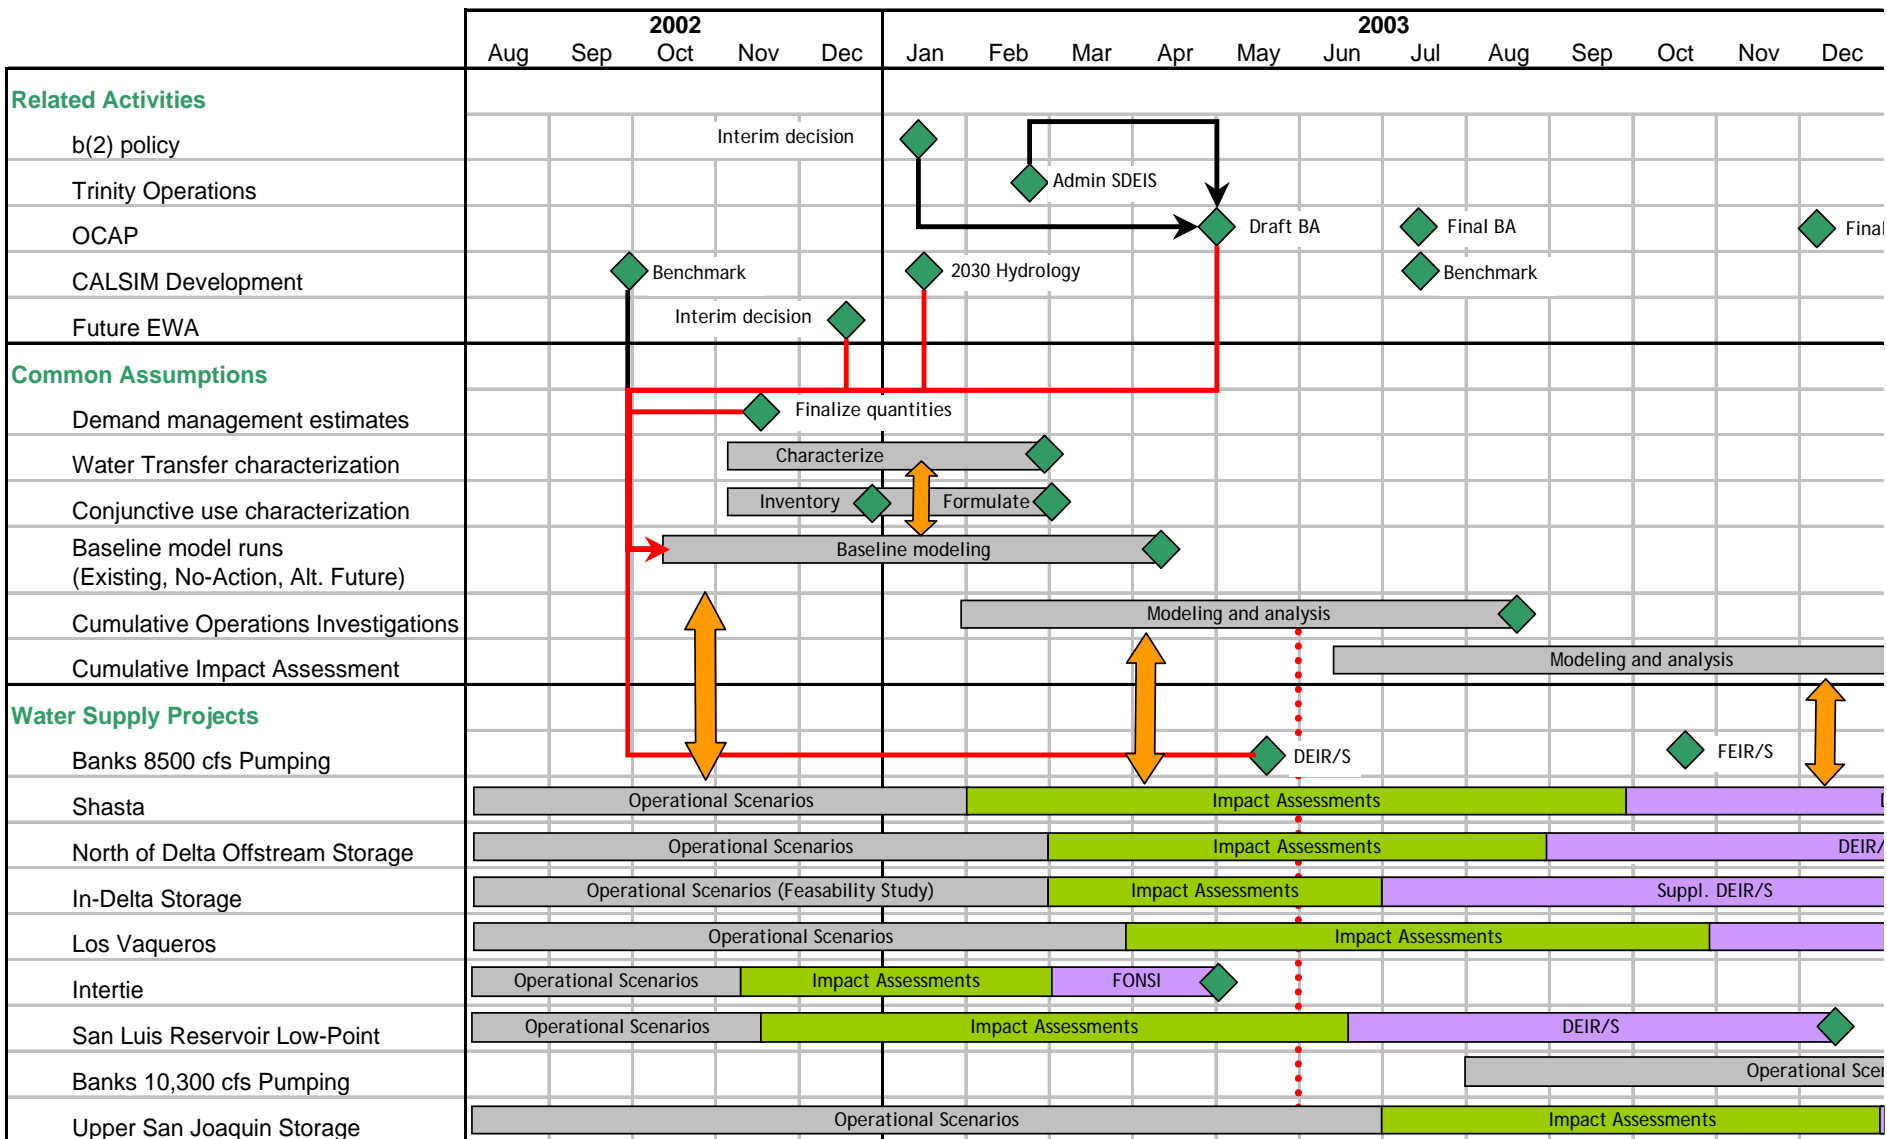 2002 2003
Aug Sep Oct Nov Dec Jan Feb Mar Apr May Jun Jul Aug Sep Oct Nov Dec
Related Activities
b(2) policy Interim decision
Trinity Operations Admin SDEIS
OCAP Draft BA Final BA Final
CALSIM Development Benchmark 2030 Hydrology Benchmark
Future EWA Interim decision
Common Assumptions
Demand management estimates Finalize quantities
Water Transfer characterization Characterize
Conjunctive use characterization Inventory Formulate
Baseline model runs
(Existing, No-Action, Alt. Future) Baseline modeling
Cumulative Operations Investigations Modeling and analysis
Cumulative Impact Assessment Modeling and analysis
Water Supply Projects
Banks 8500 cfs Pumping DEIR/S FEIR/S
Shasta Operational Scenarios Impact Assessments
North of Delta Offstream Storage Operational Scenarios Impact Assessments DEIR/
In-Delta Storage Operational Scenarios (Feasability Study) Impact Assessments Suppl. DEIR/S
Los Vaqueros Operational Scenarios Impact Assessments
Intertie Operational Scenarios Impact Assessments FONSI
San Luis Reservoir Low-Point Operational Scenarios Impact Assessments DEIR/S
Banks 10,300 cfs Pumping Operational Scen
Upper San Joaquin Storage Operational Scenarios Impact Assessments